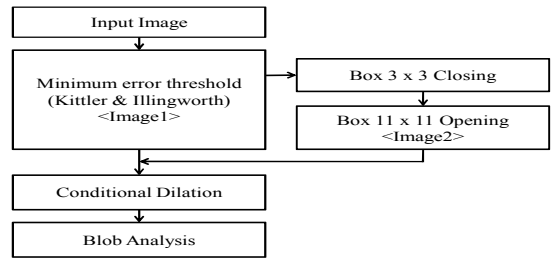 Input Image
Minimum error threshold
(Kittler & Illingworth)
<Image1>
Box 3 x 3 Closing
Box 11 x 11 Opening
<Image2>
Conditional Dilation
Blob Analysis